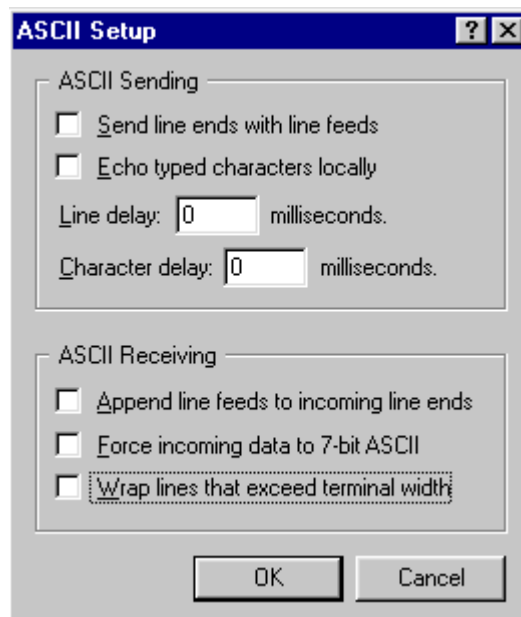 ASCII Setup
ASCII Sending
Send line ends with line feeds
Echo typed characters locally
Line delay: 0 milliseconds.
Character delay: 0 milliseconds.
ASCII Receiving
Append line feeds to incoming line ends
Force incoming data to 7-bit ASCII
Wrap lines that exceed terminal width
OK Cancel